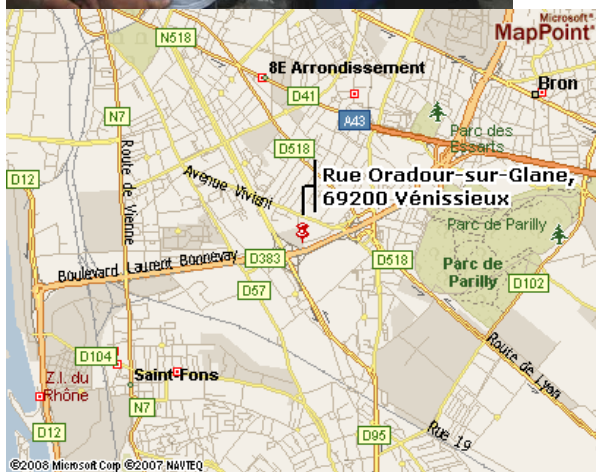 Microsoft®
MapPoint®
N518
8E Arrondissement
Bron
D41
N7
A43
Parc des
Essarts
D518
Route de Vienne
D12
Avenue Viviani
Rue Oradour-sur-Glane,
69200 Vénissieux
Parc de Parilly
Boulevard Laurent Bonnevay
D383
D518
Parc de
Parilly
D102
D57
Route de Lyon
D104
Z.I. du
Rhône
Saint-Fons
N7
D12
D95
Rue 19
©2008 Microsoft Corp ©2007 NAVTEQ